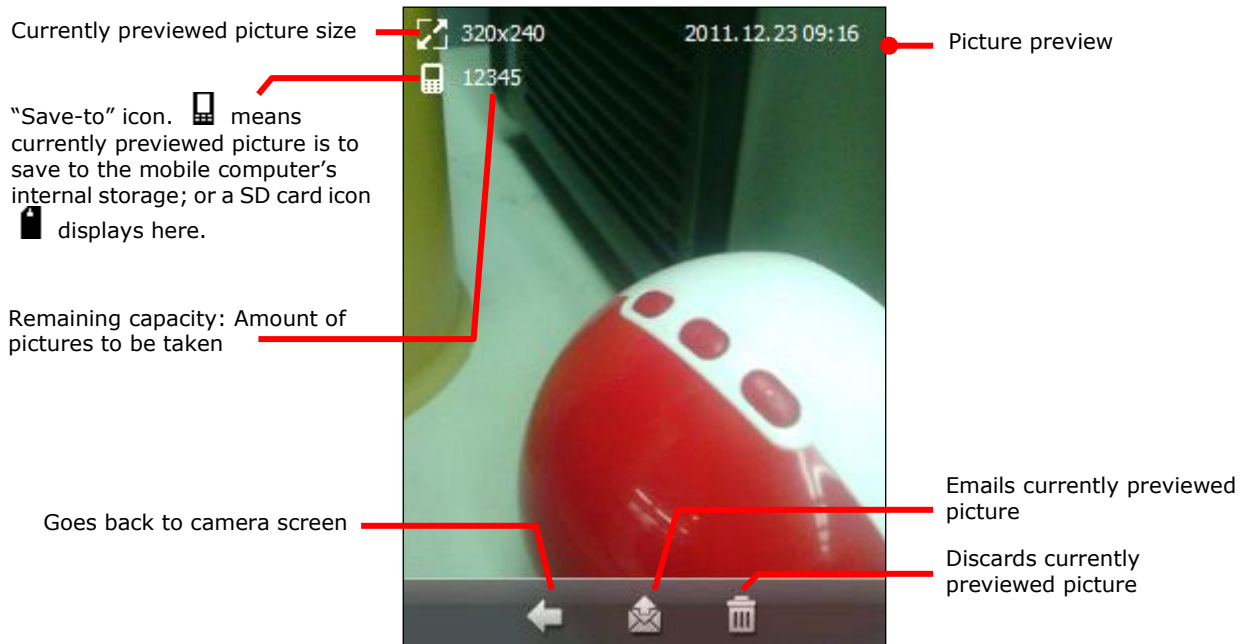 Currently previewed picture size
320x240
2011.12.23 09:16
Picture preview
12345
“Save-to” icon. means
currently previewed picture is to
save to the mobile computer’s
internal storage; or a SD card icon
displays here.
Remaining capacity: Amount of
pictures to be taken
Emails currently previewed
picture
Goes back to camera screen
Discards currently
previewed picture